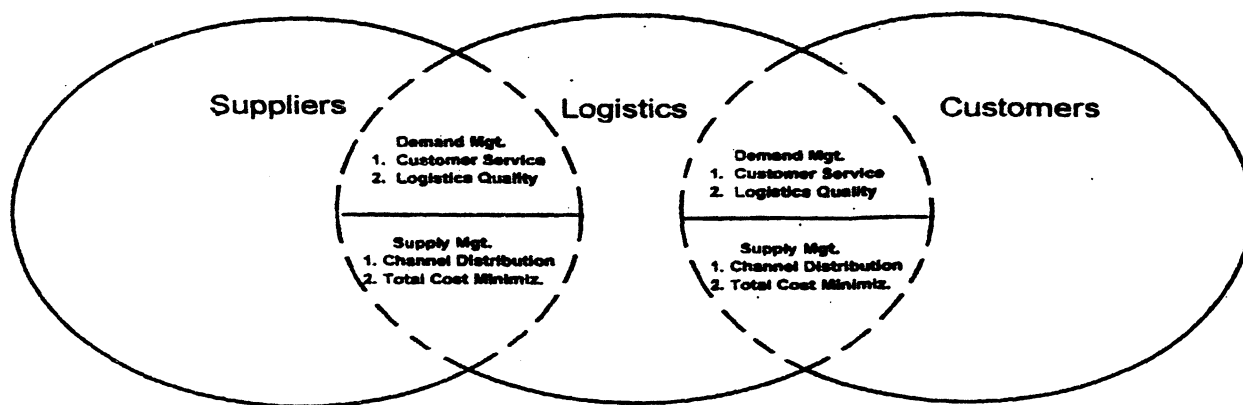 Suppliers
Logistics
Customers
Demand Mgt.
1. Customer Service
2. Logistics Quality
Supply Mgt.
1. Channel Distribution
2. Total Cost Minimiz.
Demand Mgt.
1. Customer Service
2. Logistics Quality
Supply Mgt.
1. Channel Distribution
2. Total Cost Minimiz.